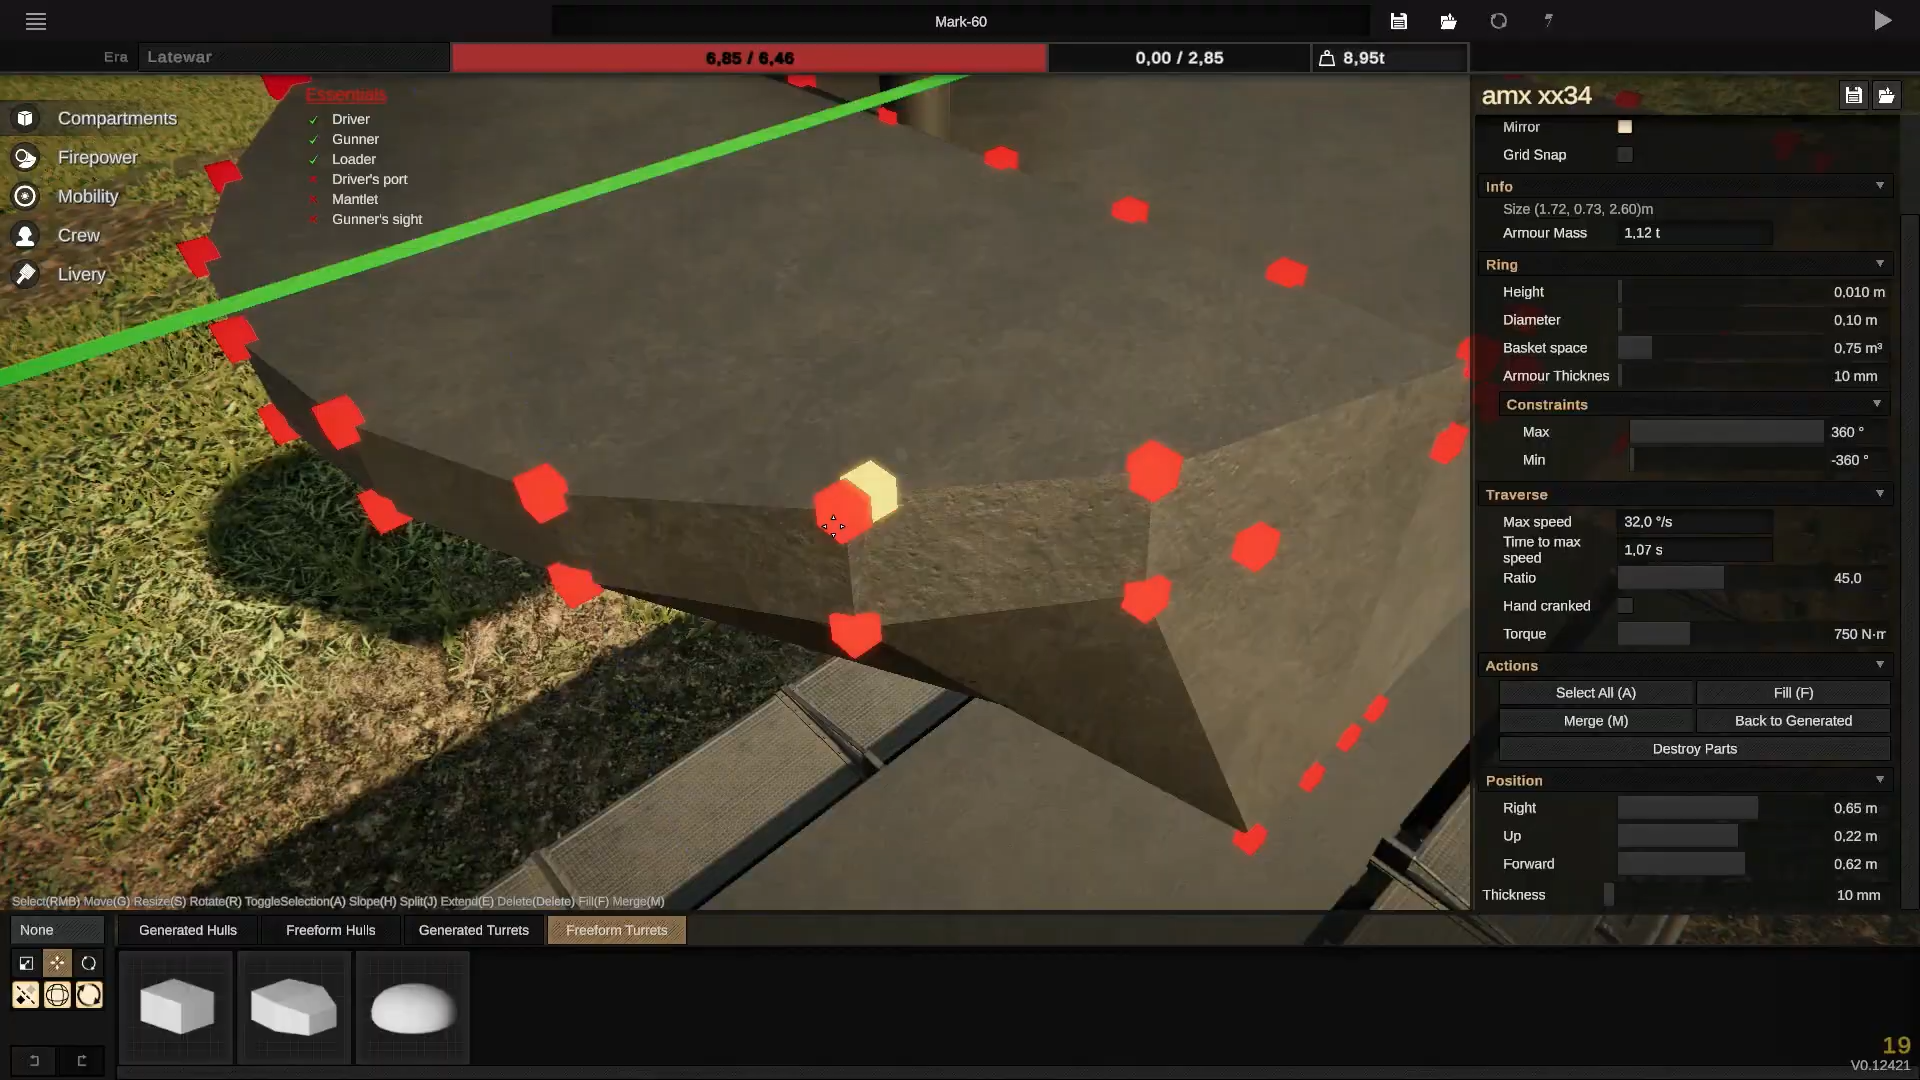 Mark-60
Era Latewar 6,85 / 6,46 0,00 / 2,85 8,95t
Compartments
Firepower
Mobility
Crew
Livery
Essentials
✓ Driver
✓ Gunner
✓ Loader
× Driver's port
× Mantlet
× Gunner's sight
amx xx34
Mirror
Grid Snap
Info
Size (1.72, 0.73, 2.60)m
Armour Mass 1,12 t
Ring
Height 0,010 m
Diameter 0,10 m
Basket space 0,75 m³
Armour Thicknes 10 mm
Constraints
Max 360 °
Min -360 °
Traverse
Max speed 32,0 °/s
Time to max speed 1,07 s
Ratio 45,0
Hand cranked
Torque 750 N·m
Actions
Select All (A) Fill (F)
Merge (M) Back to Generated
Destroy Parts
Position
Right 0,65 m
Up 0,22 m
Forward 0,62 m
Thickness 10 mm
Select(RMB) Move(G) Resize(S) Rotate(R) ToggleSelection(A) Slope(H) Split(J) Extend(E) Delete(Delete) Fill(F) Merge(M)
None Generated Hulls Freeform Hulls Generated Turrets Freeform Turrets
19
V0.12421